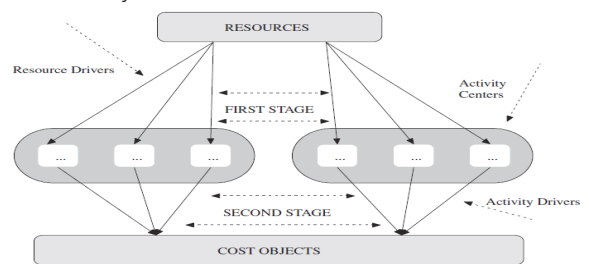 RESOURCES
Resource Drivers
Activity
Centers
FIRST STAGE
... ... ... ... ... ...
SECOND STAGE
Activity Drivers
COST OBJECTS